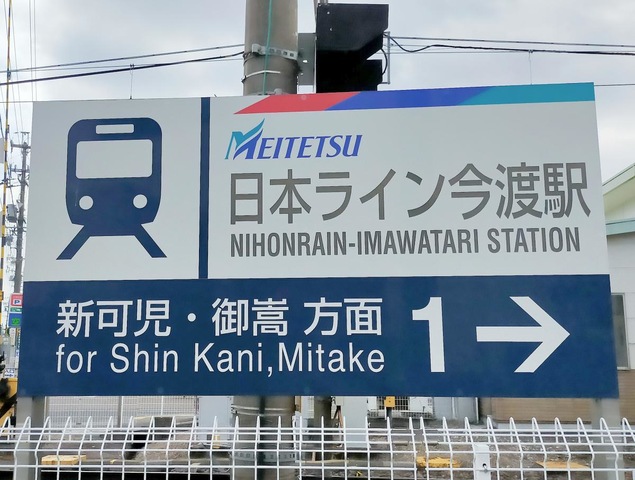 MEITETSU
日本ライン今渡駅
NIHONRAIN-IMAWATARI STATION
新可児・御嵩 方面
for Shin Kani,Mitake
1→